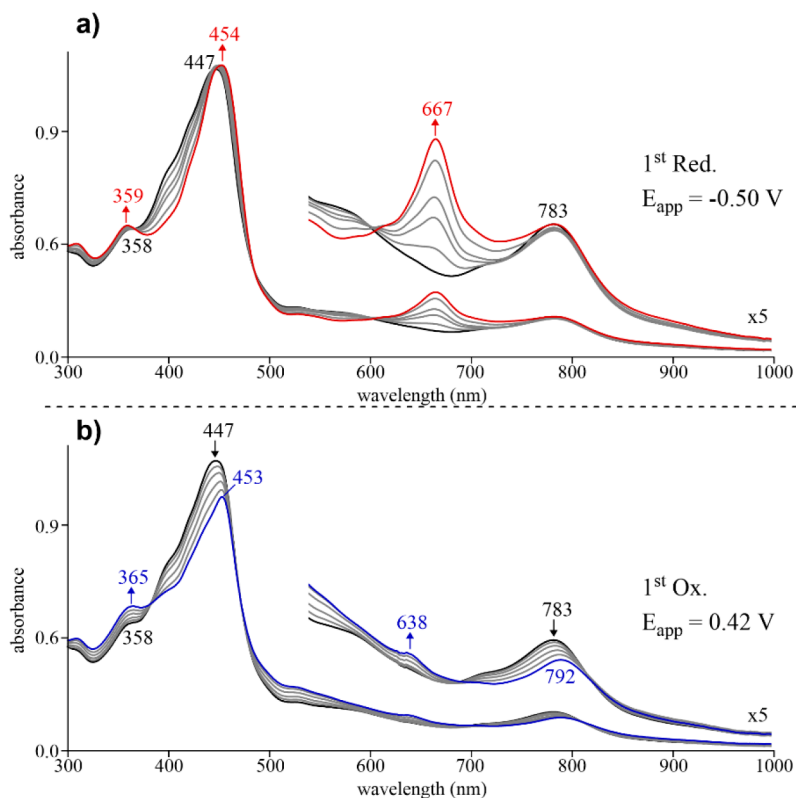 a)
454
447
359
358
667
783
1st Red.
Eapp = -0.50 V
x5
absorbance
0.9
0.6
0.0
300 400 500 600 700 800 900 1000
wavelength (nm)
b)
447
453
365
358
638
783
792
1st Ox.
Eapp = 0.42 V
x5
absorbance
0.9
0.6
0.0
300 400 500 600 700 800 900 1000
wavelength (nm)